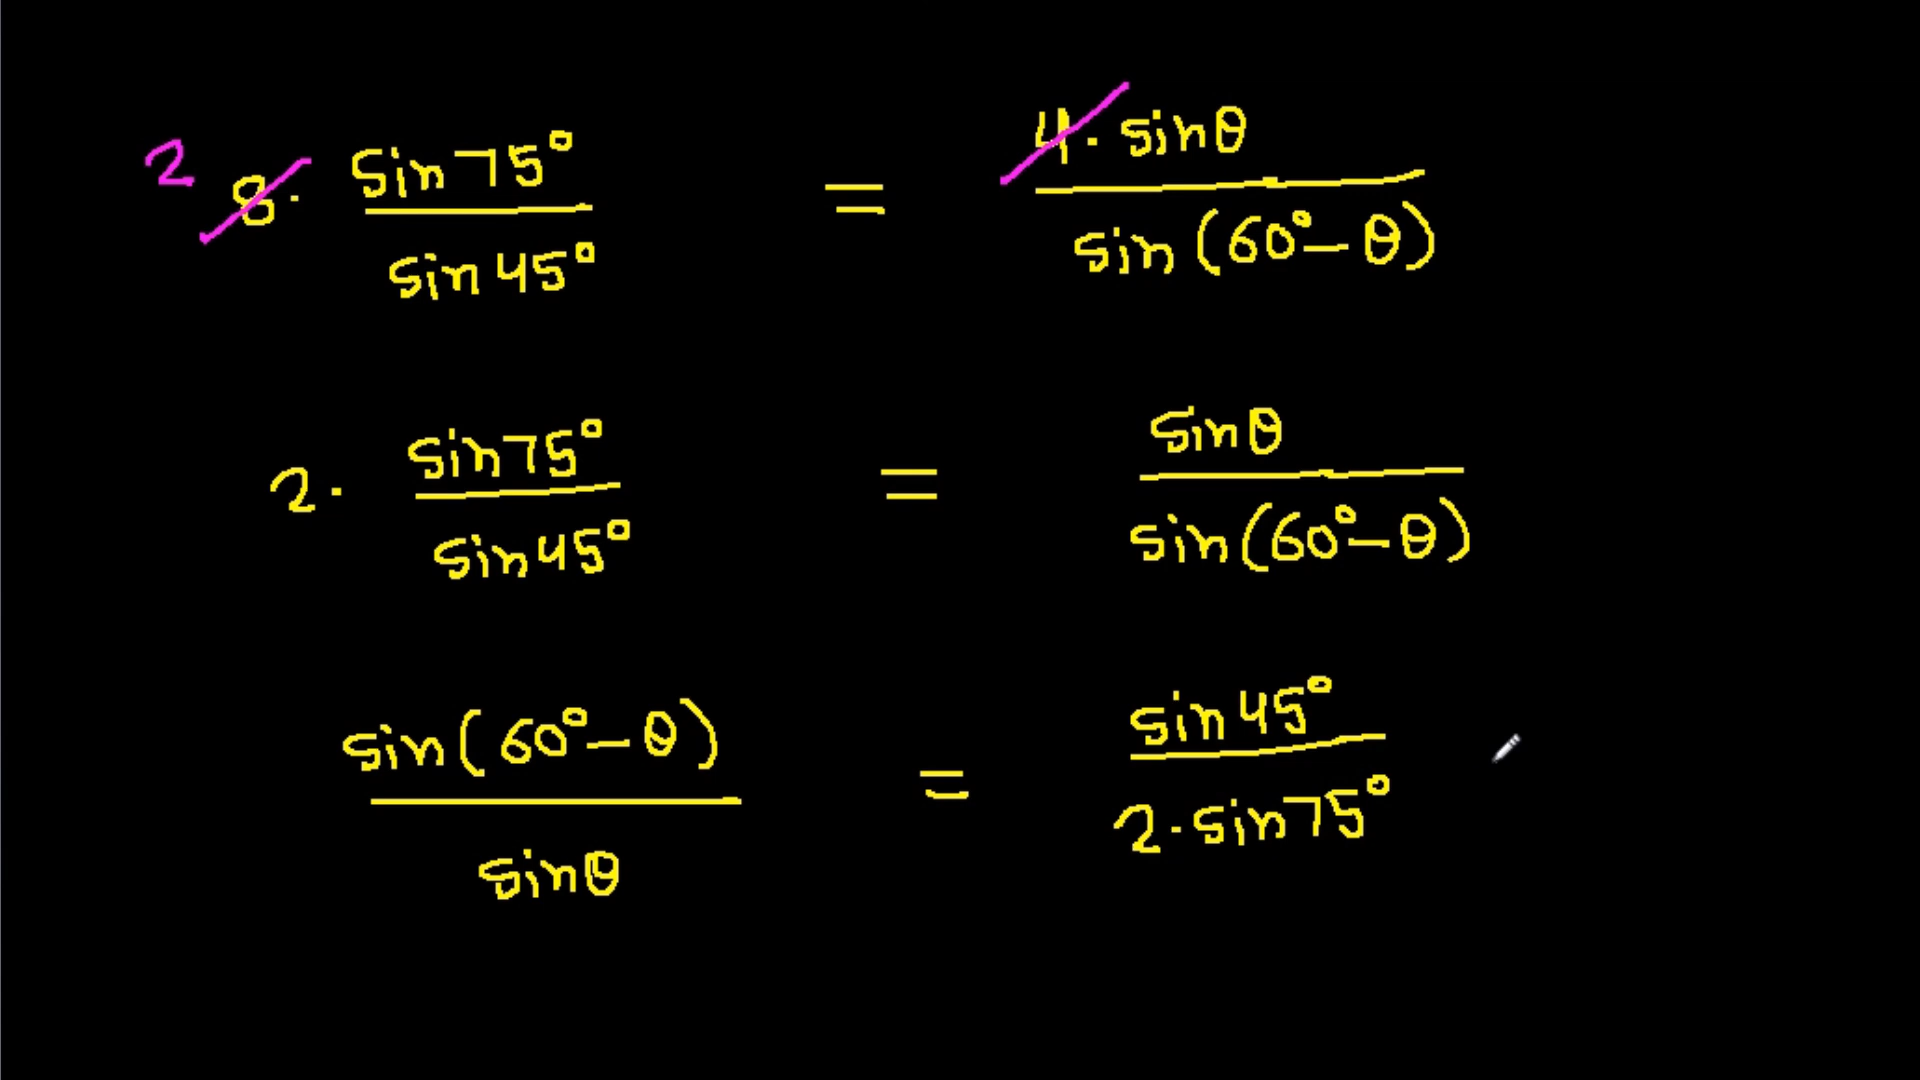 2 8 · sin 75° / sin 45° = 4 · sin θ / sin (60° − θ)
2 · sin 75° / sin 45° = sin θ / sin (60° − θ)
sin (60° − θ) / sin θ = sin 45° / 2 · sin 75°